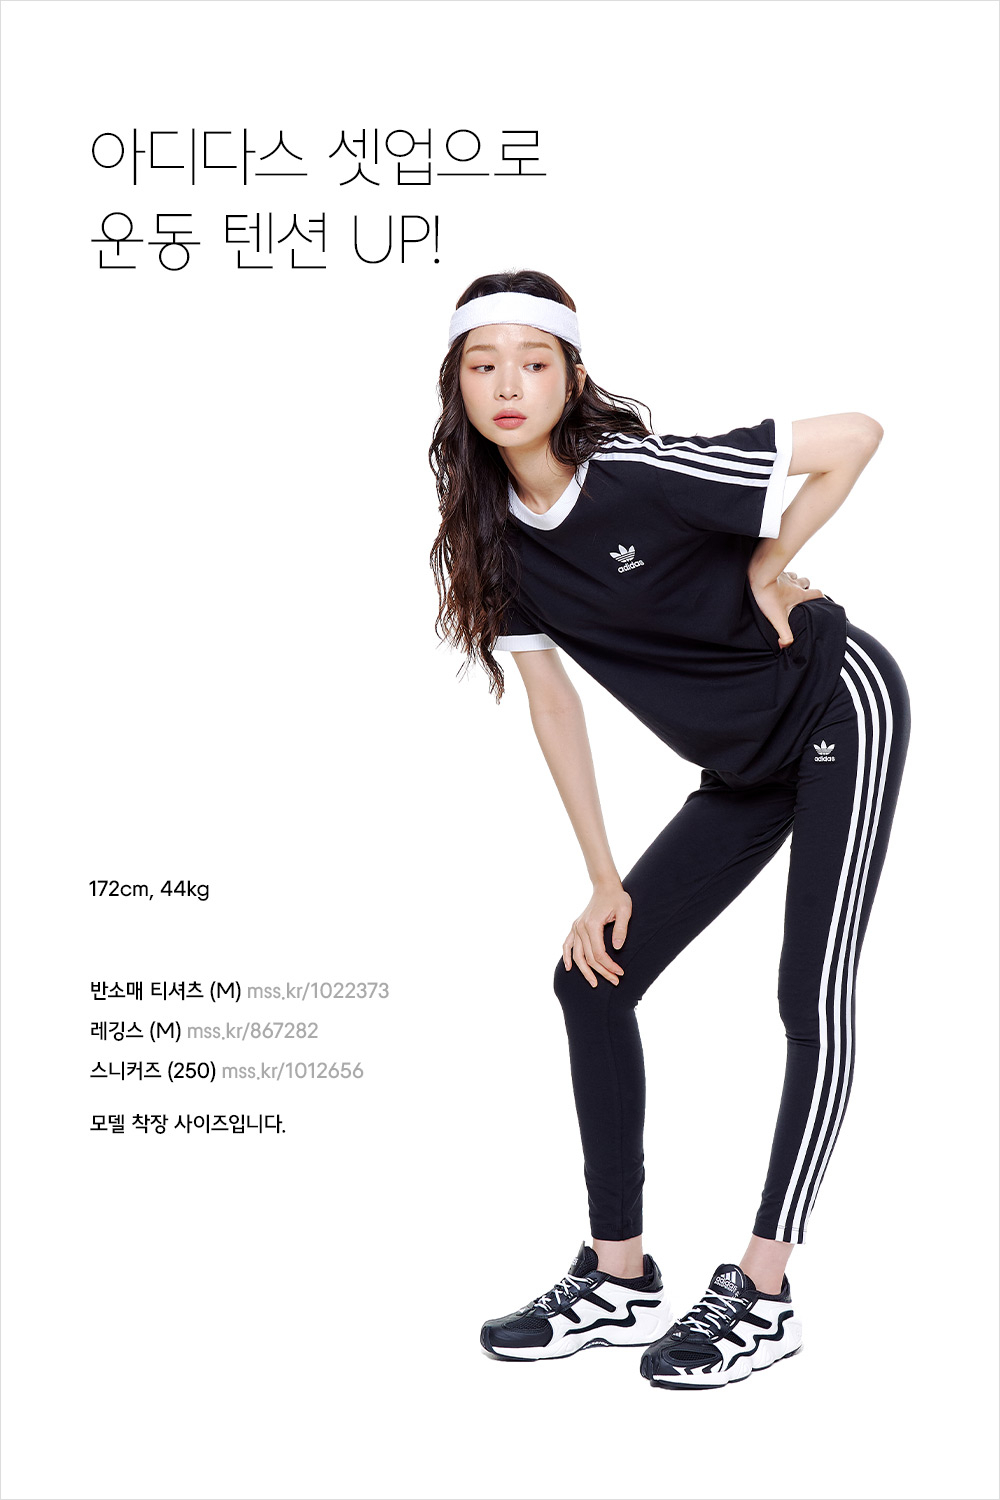 아디다스 셋업으로
운동 텐션 UP!
adidas
adidas
172cm, 44kg
반소매 티셔츠 (M) mss.kr/1022373
레깅스 (M) mss.kr/867282
스니커즈 (250) mss.kr/1012656
모델 착장 사이즈입니다.
adidas